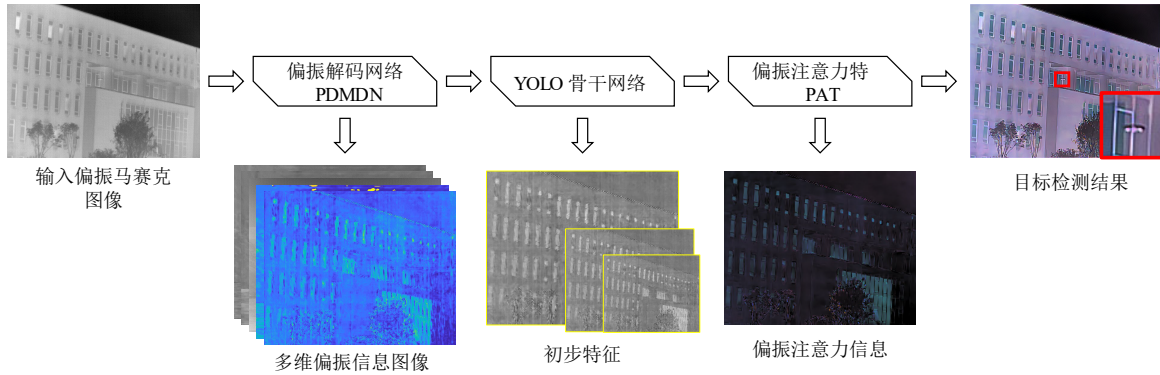 偏振解码网络
PDMDN
YOLO 骨干网络
偏振注意力特
PAT
输入偏振马赛克
图像
目标检测结果
多维偏振信息图像
初步特征
偏振注意力信息